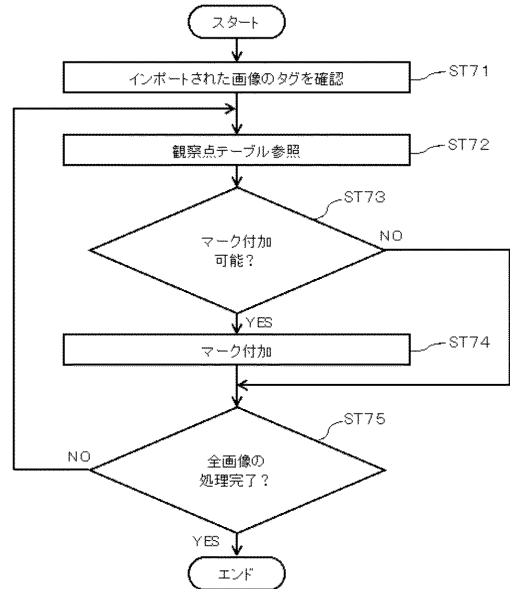 スタート
インポートされた画像のタグを確認
ST71
観察点テーブル参照
ST72
ST73
マーク付加
可能?
NO
YES
マーク付加
ST74
ST75
全画像の
処理完了?
NO
YES
エンド